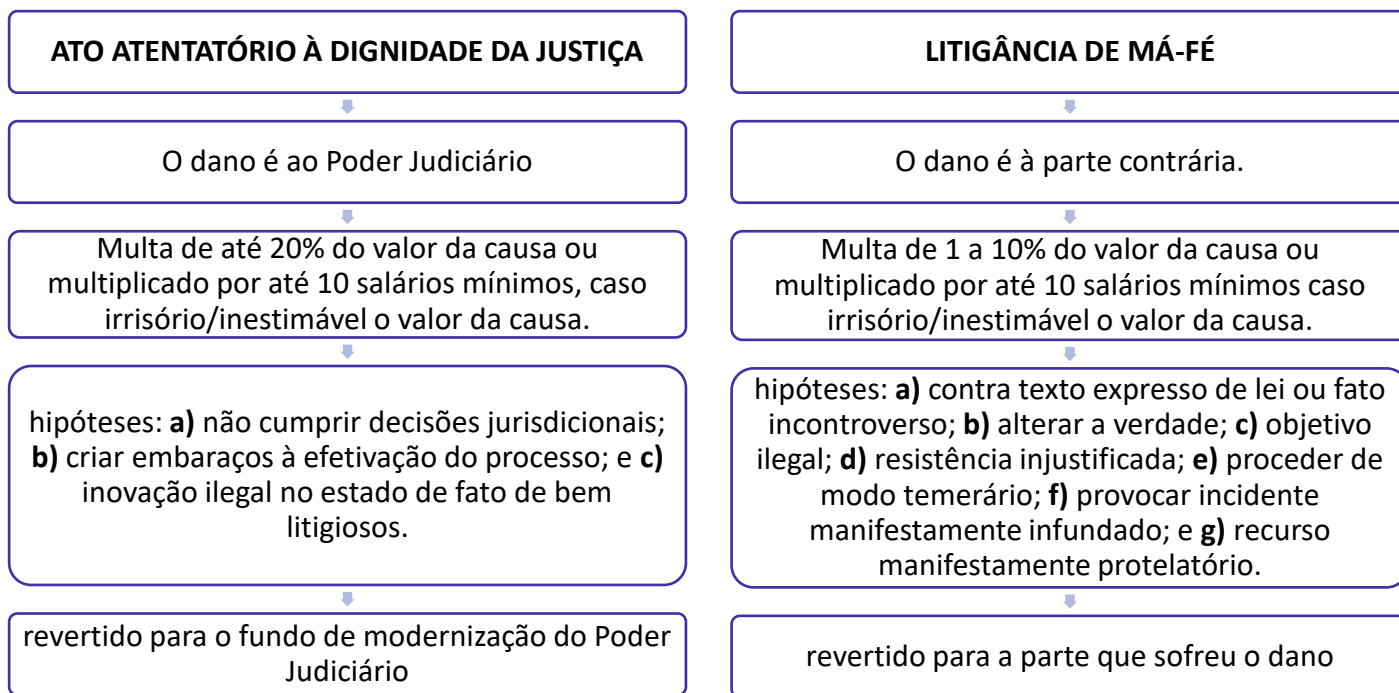 ATO ATENTATÓRIO À DIGNIDADE DA JUSTIÇA
O dano é ao Poder Judiciário
Multa de até 20% do valor da causa ou
multiplicado por até 10 salários mínimos, caso
irrisório/inestimável o valor da causa.
hipóteses: a) não cumprir decisões jurisdicionais;
b) criar embaraços à efetivação do processo; e c)
inovação ilegal no estado de fato de bem
litigiosos.
revertido para o fundo de modernização do Poder
Judiciário
LITIGÂNCIA DE MÁ-FÉ
O dano é à parte contrária.
Multa de 1 a 10% do valor da causa ou
multiplicado por até 10 salários mínimos caso
irrisório/inestimável o valor da causa.
hipóteses: a) contra texto expresso de lei ou fato
incontroverso; b) alterar a verdade; c) objetivo
ilegal; d) resistência injustificada; e) proceder de
modo temerário; f) provocar incidente
manifestamente infundado; e g) recurso
manifestamente protelatório.
revertido para a parte que sofreu o dano